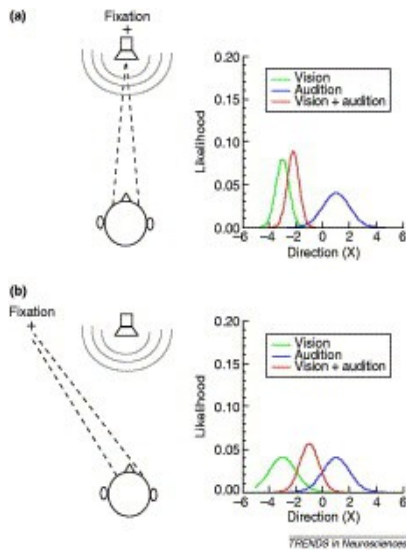 (a)
Fixation
+
0.20
0.15
0.10
0.05
0.00
Likelihood
Vision
Audition
Vision + audition
−6 −4 −2 0 2 4 6
Direction (X)
(b)
Fixation
+
0.20
0.15
0.10
0.05
0
Likelihood
Vision
Audition
Vision + audition
−6 −4 −2 0 2 4 6
Direction (X)
TRENDS in Neurosciences